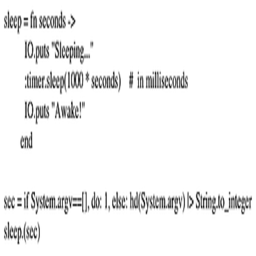 sleep = fn seconds ->
IO.puts "Sleeping..."
:timer.sleep(1000 * seconds) # in milliseconds
IO.puts "Awake!"
end
sec = if System.argv==[], do: 1, else: hd(System.argv) |> String.to_integer
sleep.(sec)